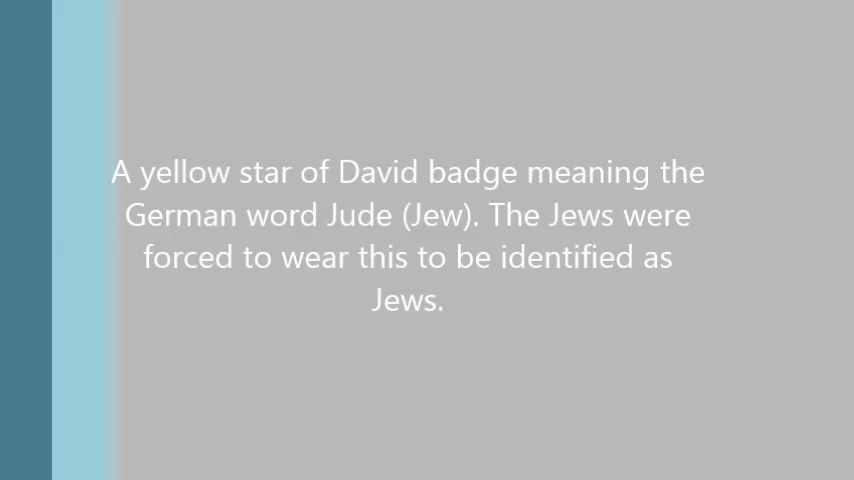 A yellow star of David badge meaning the
German word Jude (Jew). The Jews were
forced to wear this to be identified as
Jews.